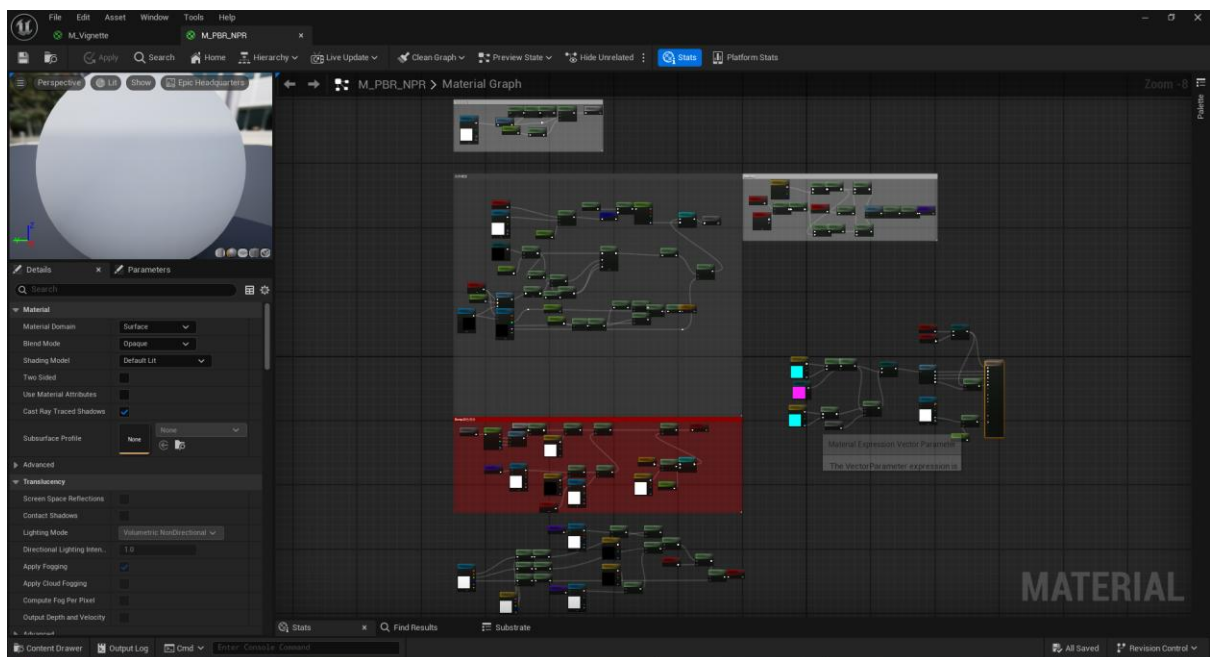 File Edit Asset Window Tools Help
M_Vignette M_PBR_NPR
Apply Search Home Hierarchy Live Update Clean Graph Preview State Hide Unrelated Stats Platform Stats
Perspective Lit Show Epic Headquarters
M_PBR_NPR > Material Graph
Zoom -8
Palette
Z
Details Parameters
Search
Material
Material Domain Surface
Blend Mode Opaque
Shading Model Default Lit
Two Sided
Use Material Attributes
Cast Ray Traced Shadows
Subsurface Profile None None
Advanced
Translucency
Screen Space Reflections
Contact Shadows
Lighting Mode Volumetric NonDirectional
Directional Lighting Inten..
1.0
Apply Fogging
Apply Cloud Fogging
Compute Fog Per Pixel
Output Depth and Velocity
Advanced
Material Expression Vector Parameter
The VectorParameter expression is
MATERIAL
Stats Find Results Substrate
Content Drawer Output Log Cmd Enter Console Command All Saved Revision Control